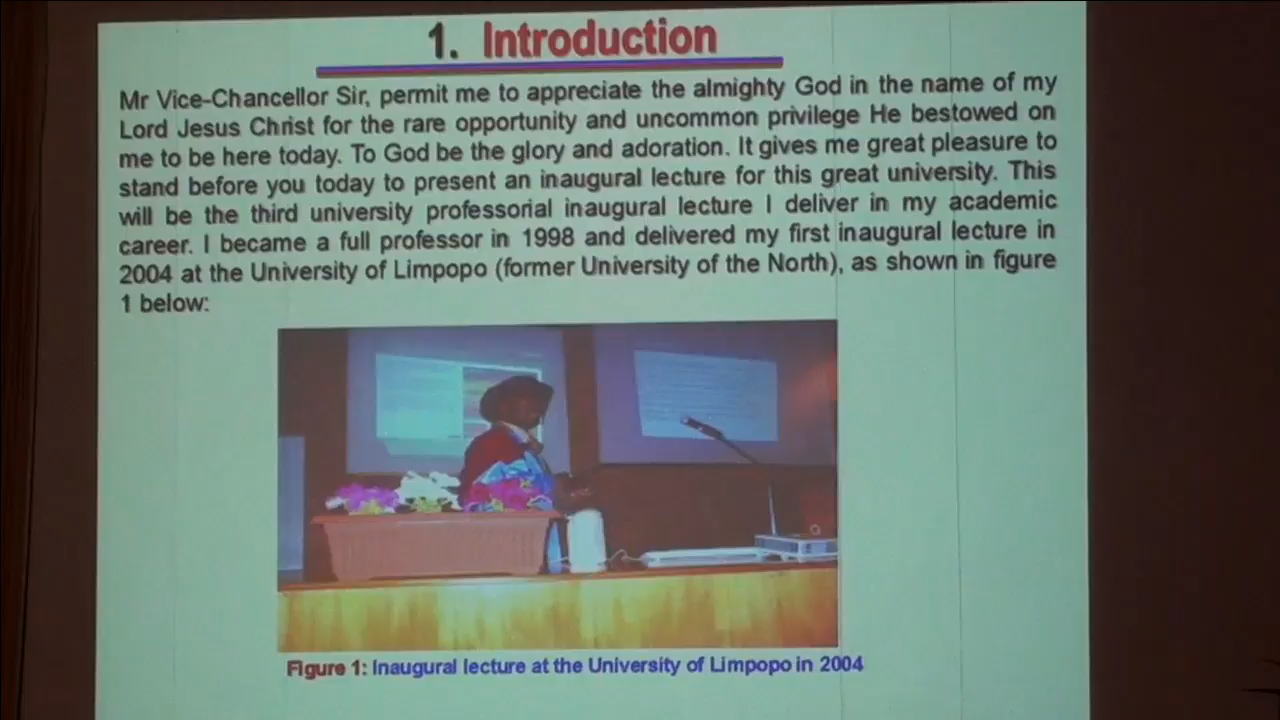 1. Introduction
Mr Vice-Chancellor Sir, permit me to appreciate the almighty God in the name of my
Lord Jesus Christ for the rare opportunity and uncommon privilege He bestowed on
me to be here today. To God be the glory and adoration. It gives me great pleasure to
stand before you today to present an inaugural lecture for this great university. This
will be the third university professorial inaugural lecture I deliver in my academic
career. I became a full professor in 1998 and delivered my first inaugural lecture in
2004 at the University of Limpopo (former University of the North), as shown in figure
1 below:
Figure 1: Inaugural lecture at the University of Limpopo in 2004